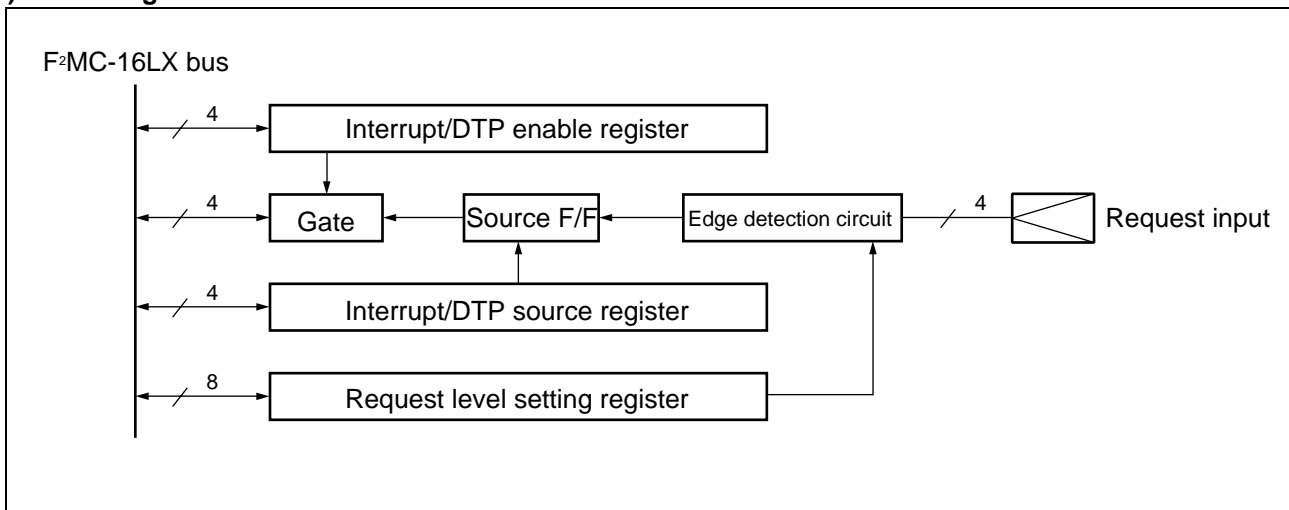 F²MC-16LX bus
4
Interrupt/DTP enable register
4
Gate
Source F/F
Edge detection circuit
4
Request input
4
Interrupt/DTP source register
8
Request level setting register